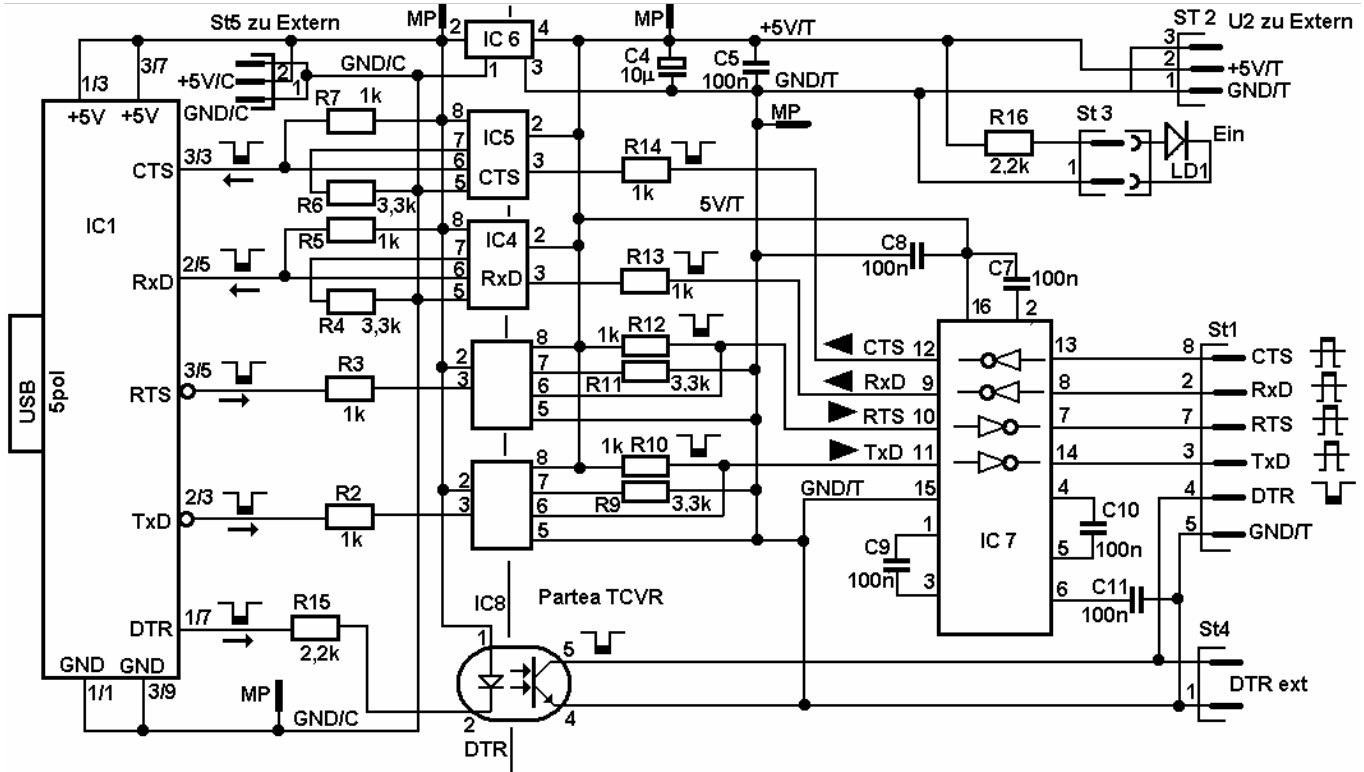 St5 zu Extern
MP
2
IC 6
4
1
3
MP
+5V/T
ST 2
U2 zu Extern
3
2
+5V/T
1
GND/T
1/3
3/7
+5V/C
2
1
GND/C
GND/C
C4
10µ
C5
100n
GND/T
MP
+5V
+5V
R7
1k
8
7
6
5
IC5
CTS
2
3
R14
1k
R16
2,2k
St 3
1
Ein
LD1
CTS
3/3
R6
3,3k
IC1
R5
1k
8
7
6
5
IC4
RxD
2
3
R13
1k
5V/T
C8
100n
C7
100n
RxD
2/5
R4
3,3k
16
2
USB
5pol
RTS
3/5
R3
1k
2
3
8
7
6
5
1k
R12
R11
3,3k
CTS
12
RxD
9
RTS
10
TxD
11
GND/T
15
1
3
C9
100n
IC 7
13
8
7
14
4
5
6
C10
100n
C11
100n
St1
8
CTS
2
RxD
7
RTS
3
TxD
4
DTR
5
GND/T
TxD
2/3
R2
1k
2
3
8
7
6
5
1k
R10
R9
3,3k
DTR
1/7
R15
2,2k
IC8
Partea TCVR
1
2
5
4
DTR
St4
1
DTR ext
GND
GND
1/1
3/9
MP
GND/C